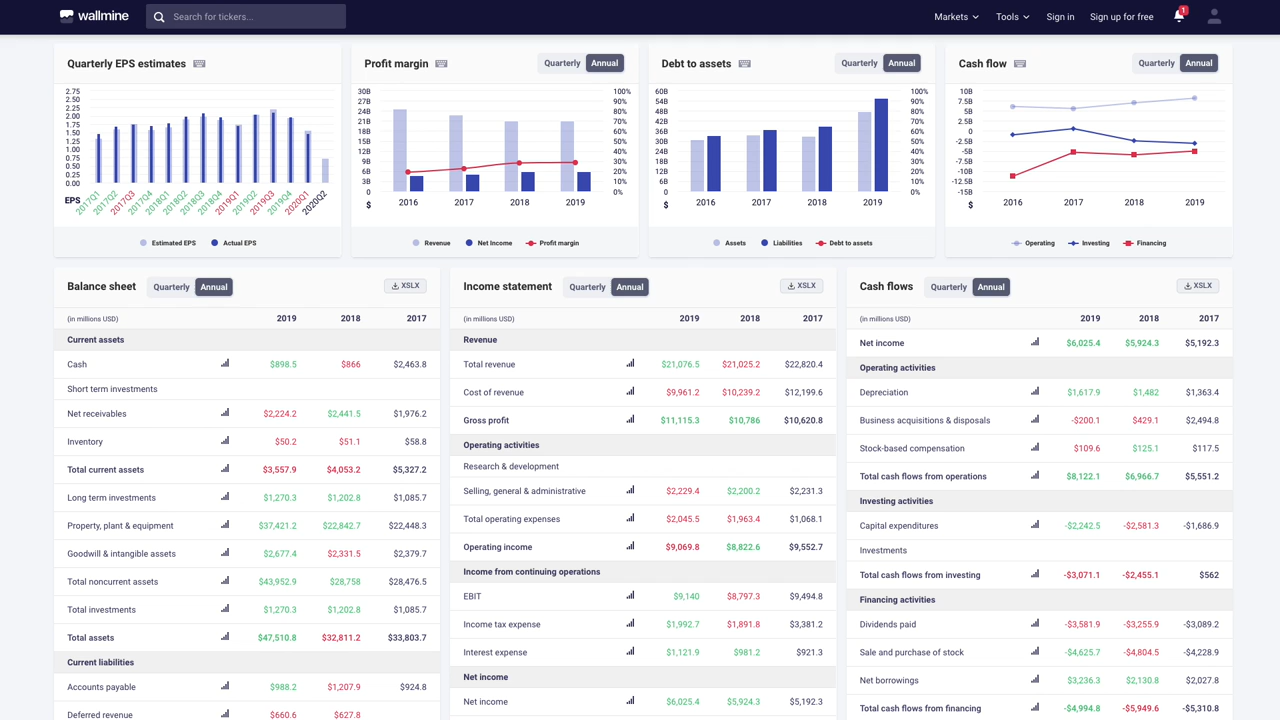 wallmine
Search for tickers...
Markets
Tools
Sign in
Sign up for free
1
Quarterly EPS estimates
2.75
2.50
2.25
2.00
1.75
1.50
1.25
1.00
0.75
0.50
0.25
0.00
EPS
2017Q1 2017Q2 2017Q3 2017Q4 2018Q1 2018Q2 2018Q3 2018Q4 2019Q1 2019Q2 2019Q3 2019Q4 2020Q1 2020Q2
Estimated EPS Actual EPS
Profit margin
Quarterly Annual
30B 100%
27B 90%
24B 80%
21B 70%
18B 60%
15B 50%
12B 40%
9B 30%
6B 20%
3B 10%
0 0%
$ 2016 2017 2018 2019
Revenue Net Income Profit margin
Debt to assets
Quarterly Annual
60B 100%
54B 90%
48B 80%
42B 70%
36B 60%
30B 50%
24B 40%
18B 30%
12B 20%
6B 10%
0 0%
$ 2016 2017 2018 2019
Assets Liabilities Debt to assets
Cash flow
Quarterly Annual
10B
7.5B
5B
2.5B
0
-2.5B
-5B
-7.5B
-10B
-12.5B
-15B
$ 2016 2017 2018 2019
Operating Investing Financing
Balance sheet Quarterly Annual XSLX
(in millions USD) 2019 2018 2017
Current assets
Cash $898.5 $866 $2,463.8
Short term investments
Net receivables $2,224.2 $2,441.5 $1,976.2
Inventory $50.2 $51.1 $58.8
Total current assets $3,557.9 $4,053.2 $5,327.2
Long term investments $1,270.3 $1,202.8 $1,085.7
Property, plant & equipment $37,421.2 $22,842.7 $22,448.3
Goodwill & intangible assets $2,677.4 $2,331.5 $2,379.7
Total noncurrent assets $43,952.9 $28,758 $28,476.5
Total investments $1,270.3 $1,202.8 $1,085.7
Total assets $47,510.8 $32,811.2 $33,803.7
Current liabilities
Accounts payable $988.2 $1,207.9 $924.8
Deferred revenue $660.6 $627.8
Income statement Quarterly Annual XSLX
(in millions USD) 2019 2018 2017
Revenue
Total revenue $21,076.5 $21,025.2 $22,820.4
Cost of revenue $9,961.2 $10,239.2 $12,199.6
Gross profit $11,115.3 $10,786 $10,620.8
Operating activities
Research & development
Selling, general & administrative $2,229.4 $2,200.2 $2,231.3
Total operating expenses $2,045.5 $1,963.4 $1,068.1
Operating income $9,069.8 $8,822.6 $9,552.7
Income from continuing operations
EBIT $9,140 $8,797.3 $9,494.8
Income tax expense $1,992.7 $1,891.8 $3,381.2
Interest expense $1,121.9 $981.2 $921.3
Net income
Net income $6,025.4 $5,924.3 $5,192.3
Cash flows Quarterly Annual XSLX
(in millions USD) 2019 2018 2017
Net income $6,025.4 $5,924.3 $5,192.3
Operating activities
Depreciation $1,617.9 $1,482 $1,363.4
Business acquisitions & disposals -$200.1 $429.1 $2,494.8
Stock-based compensation $109.6 $125.1 $117.5
Total cash flows from operations $8,122.1 $6,966.7 $5,551.2
Investing activities
Capital expenditures -$2,242.5 -$2,581.3 -$1,686.9
Investments
Total cash flows from investing -$3,071.1 -$2,455.1 $562
Financing activities
Dividends paid -$3,581.9 -$3,255.9 -$3,089.2
Sale and purchase of stock -$4,625.7 -$4,804.5 -$4,228.9
Net borrowings $3,236.3 $2,130.8 $2,027.8
Total cash flows from financing -$4,994.8 -$5,949.6 -$5,310.8